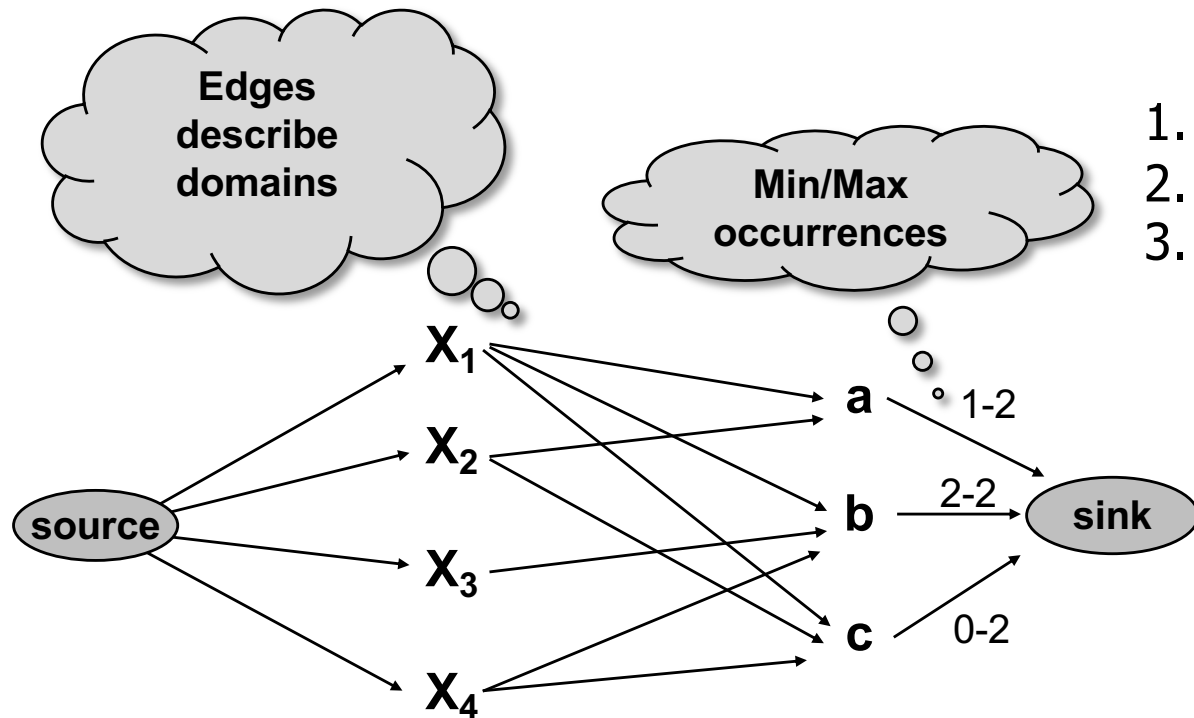 Edges
describe
domains
Min/Max
occurrences
1.
2.
3.
X₁
X₂
X₃
X₄
source
a
b
c
1-2
2-2
0-2
sink